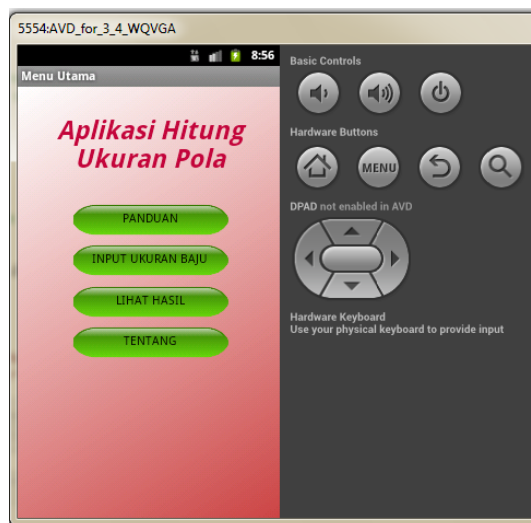 5554:AVD_for_3_4_WQVGA
8:56
Menu Utama
Aplikasi Hitung
Ukuran Pola
PANDUAN
INPUT UKURAN BAJU
LIHAT HASIL
TENTANG
Basic Controls
Hardware Buttons
MENU
DPAD not enabled in AVD
Hardware Keyboard
Use your physical keyboard to provide input